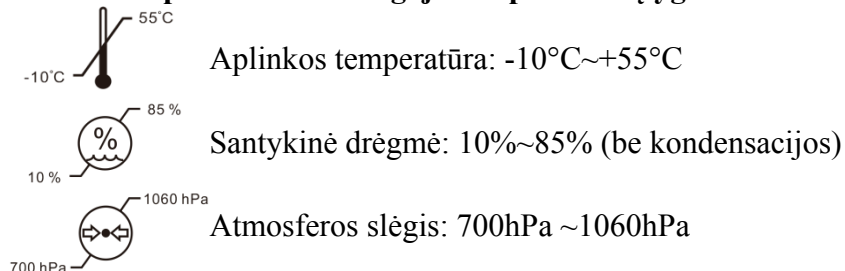 55°C
-10°C
Aplinkos temperatūra: -10°C~+55°C
85 %
%
10 %
Santykinė drėgmė: 10%~85% (be kondensacijos)
1060 hPa
700 hPa
Atmosferos slėgis: 700hPa ~1060hPa